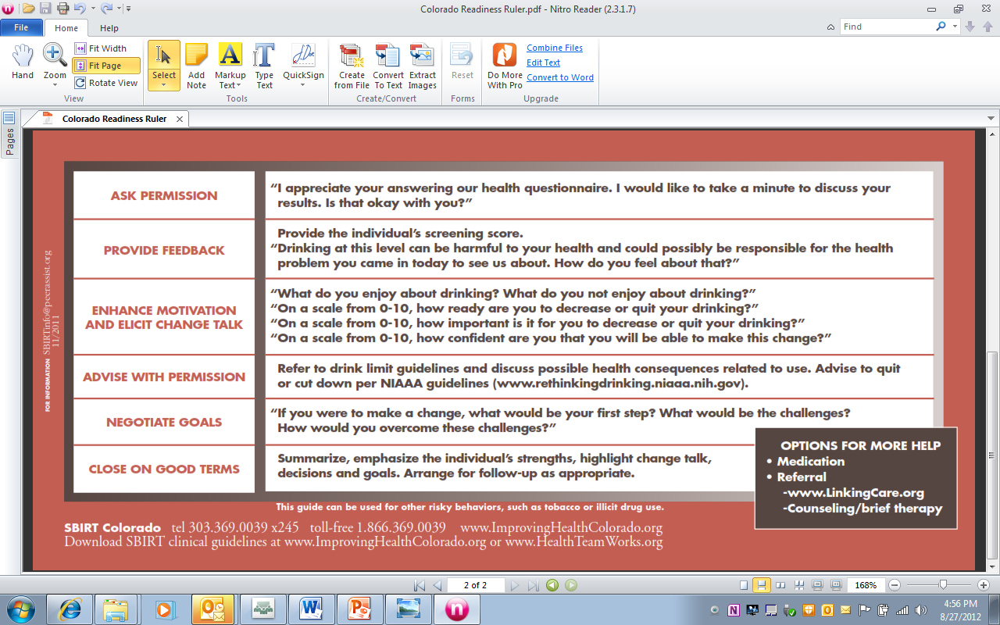 Colorado Readiness Ruler.pdf - Nitro Reader (2.3.1.7)
File
Home
Help
Find
Hand
Zoom
Fit Width
Fit Page
Rotate View
View
Select
Add Note
Markup Text
Type Text
QuickSign
Tools
Create from File
Convert To Text
Extract Images
Create/Convert
Reset
Forms
Do More With Pro
Combine Files
Edit Text
Convert to Word
Upgrade
Pages
Colorado Readiness Ruler
ASK PERMISSION
“I appreciate your answering our health questionnaire. I would like to take a minute to discuss your
results. Is that okay with you?”
PROVIDE FEEDBACK
Provide the individual’s screening score.
“Drinking at this level can be harmful to your health and could possibly be responsible for the health
problem you came in today to see us about. How do you feel about that?”
ENHANCE MOTIVATION
AND ELICIT CHANGE TALK
“What do you enjoy about drinking? What do you not enjoy about drinking?”
“On a scale from 0-10, how ready are you to decrease or quit your drinking?”
“On a scale from 0-10, how important is it for you to decrease or quit your drinking?”
“On a scale from 0-10, how confident are you that you will be able to make this change?”
ADVISE WITH PERMISSION
Refer to drink limit guidelines and discuss possible health consequences related to use. Advise to quit
or cut down per NIAAA guidelines (www.rethinkingdrinking.niaaa.nih.gov).
NEGOTIATE GOALS
“If you were to make a change, what would be your first step? What would be the challenges?
How would you overcome these challenges?”
CLOSE ON GOOD TERMS
Summarize, emphasize the individual’s strengths, highlight change talk,
decisions and goals. Arrange for follow-up as appropriate.
OPTIONS FOR MORE HELP
• Medication
• Referral
-www.LinkingCare.org
-Counseling/brief therapy
FOR INFORMATION SBIRTinfo@peerassist.org
11/2011
This guide can be used for other risky behaviors, such as tobacco or illicit drug use.
SBIRT Colorado tel 303.369.0039 x245 toll-free 1.866.369.0039 www.ImprovingHealthColorado.org
Download SBIRT clinical guidelines at www.ImprovingHealthColorado.org or www.HealthTeamWorks.org
2 of 2
168%
4:56 PM
8/27/2012